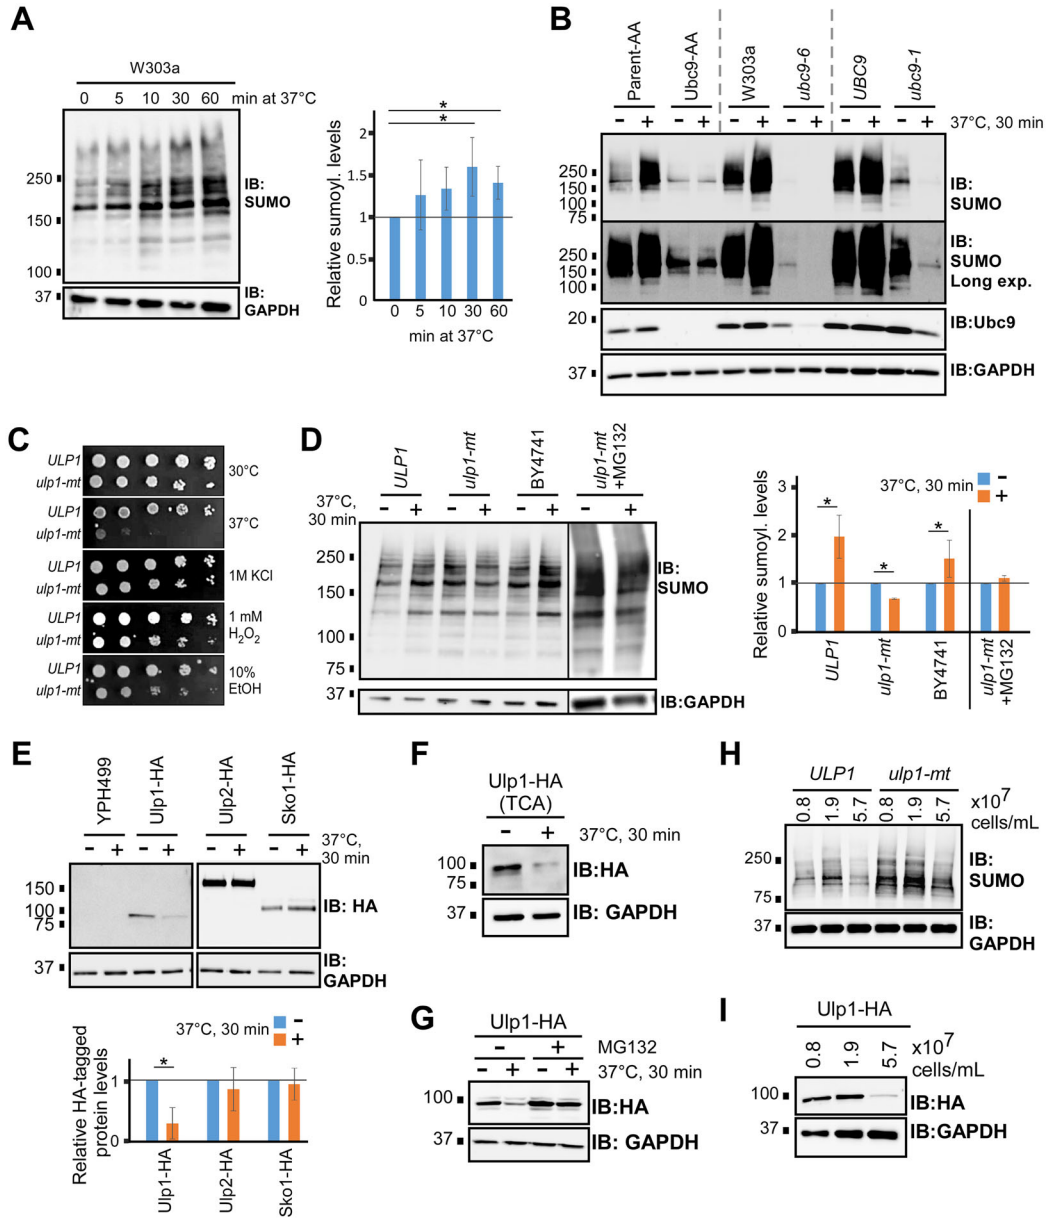 A
W303a
0 5 10 30 60 min at 37°C
250
150
100
37
IB:
SUMO
IB:
GAPDH
Relative sumoyl. levels
2
1.5
1
0.5
0
*
*
0 5 10 30 60
min at 37°C
B
Parent-AA
Ubc9-AA
W303a
ubc9-6
UBC9
ubc9-1
- + - + - + - + - + - + 37°C, 30 min
250
150
100
75
IB:
SUMO
250
150
100
75
IB:
SUMO
Long exp.
20
IB:Ubc9
37
IB:GAPDH
C
ULP1
ulp1-mt
30°C
ULP1
ulp1-mt
37°C
ULP1
ulp1-mt
1M KCl
ULP1
ulp1-mt
1 mM
H2O2
ULP1
ulp1-mt
10%
EtOH
D
ULP1
ulp1-mt
BY4741
ulp1-mt
+MG132
37°C,
30 min
- + - + - + - +
250
150
100
75
37
IB:
SUMO
IB:GAPDH
37°C, 30 min
-
+
Relative sumoyl. levels
3
2
1
0
*
*
*
ULP1
ulp1-mt
BY4741
ulp1-mt
+MG132
E
YPH499
Ulp1-HA
Ulp2-HA
Sko1-HA
- + - + - + - + 37°C,
30 min
150
100
75
37
IB: HA
IB:
GAPDH
37°C, 30 min
-
+
Relative HA-tagged
protein levels
1
0
*
Ulp1-HA
Ulp2-HA
Sko1-HA
F
Ulp1-HA
(TCA)
- + 37°C, 30 min
100
75
37
IB:HA
IB: GAPDH
G
Ulp1-HA
- + MG132
- + - + 37°C, 30 min
100
37
IB:HA
IB: GAPDH
H
ULP1 ulp1-mt
0.8 1.9 5.7 0.8 1.9 5.7 x10^7
cells/mL
250
75
37
IB:
SUMO
IB:
GAPDH
I
Ulp1-HA
0.8 1.9 5.7 x10^7
cells/mL
100
37
IB:HA
IB:GAPDH